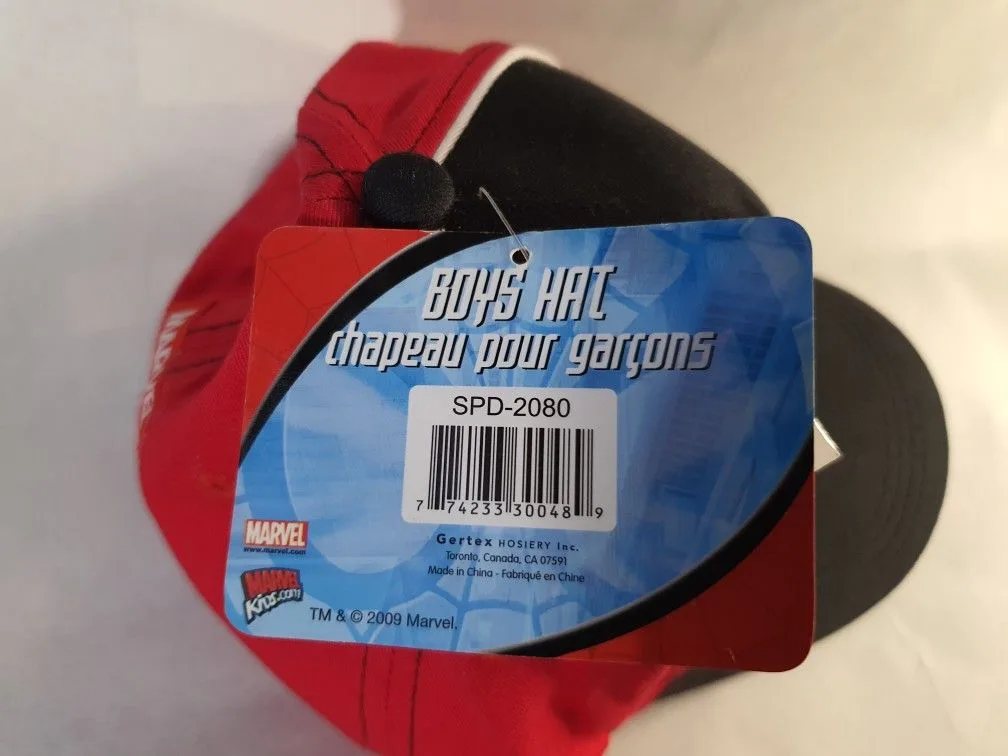 BOYS HAT
chapeau pour garçons
SPD-2080
7 74233 30048 9
MARVEL
www.marvel.com
MARVEL
Kids.com
Gertex HOSIERY Inc.
Toronto, Canada, CA 07591
Made in China - Fabriqué en Chine
TM & © 2009 Marvel.
MARVEL